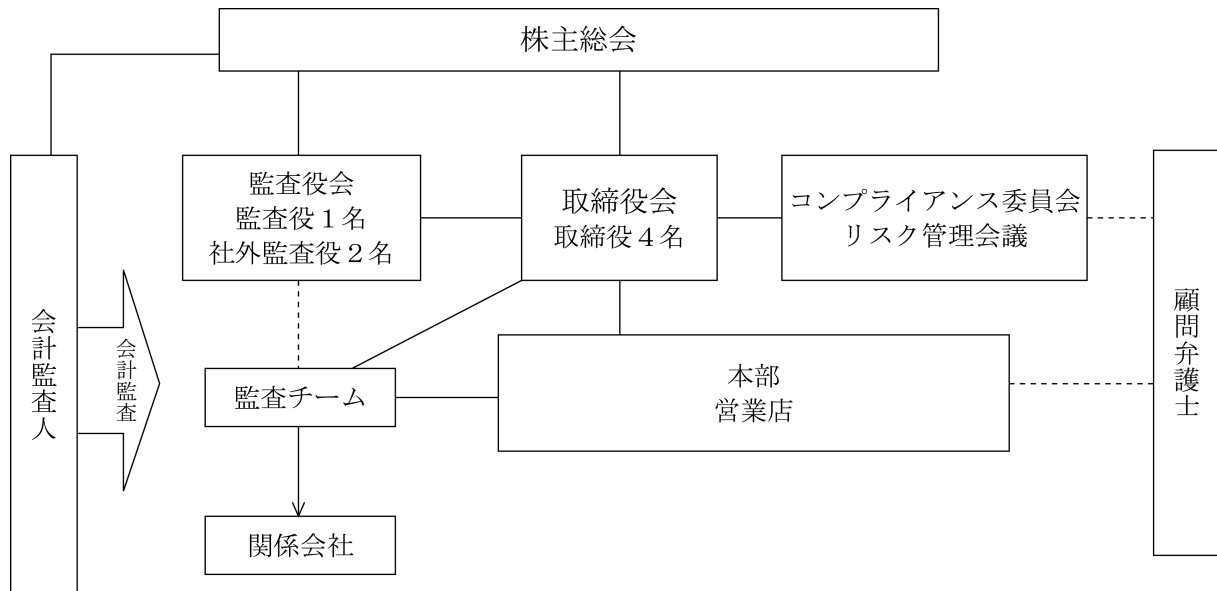 株主総会
監査役会
監査役１名
社外監査役２名
取締役会
取締役４名
コンプライアンス委員会
リスク管理会議
会計監査人
会計監査
顧問弁護士
監査チーム
本部
営業店
関係会社